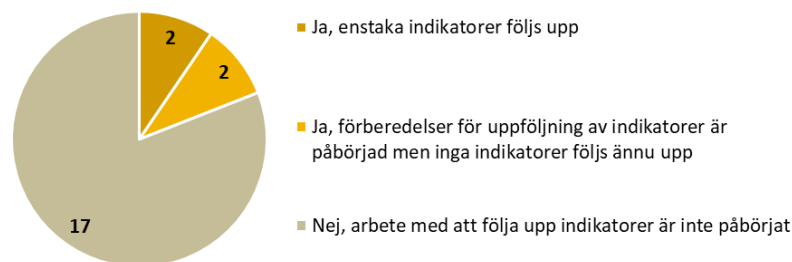 2
Ja, enstaka indikatorer följs upp
2
Ja, förberedelser för uppföljning av indikatorer är
påbörjad men inga indikatorer följs ännu upp
17
Nej, arbete med att följa upp indikatorer är inte påbörjat